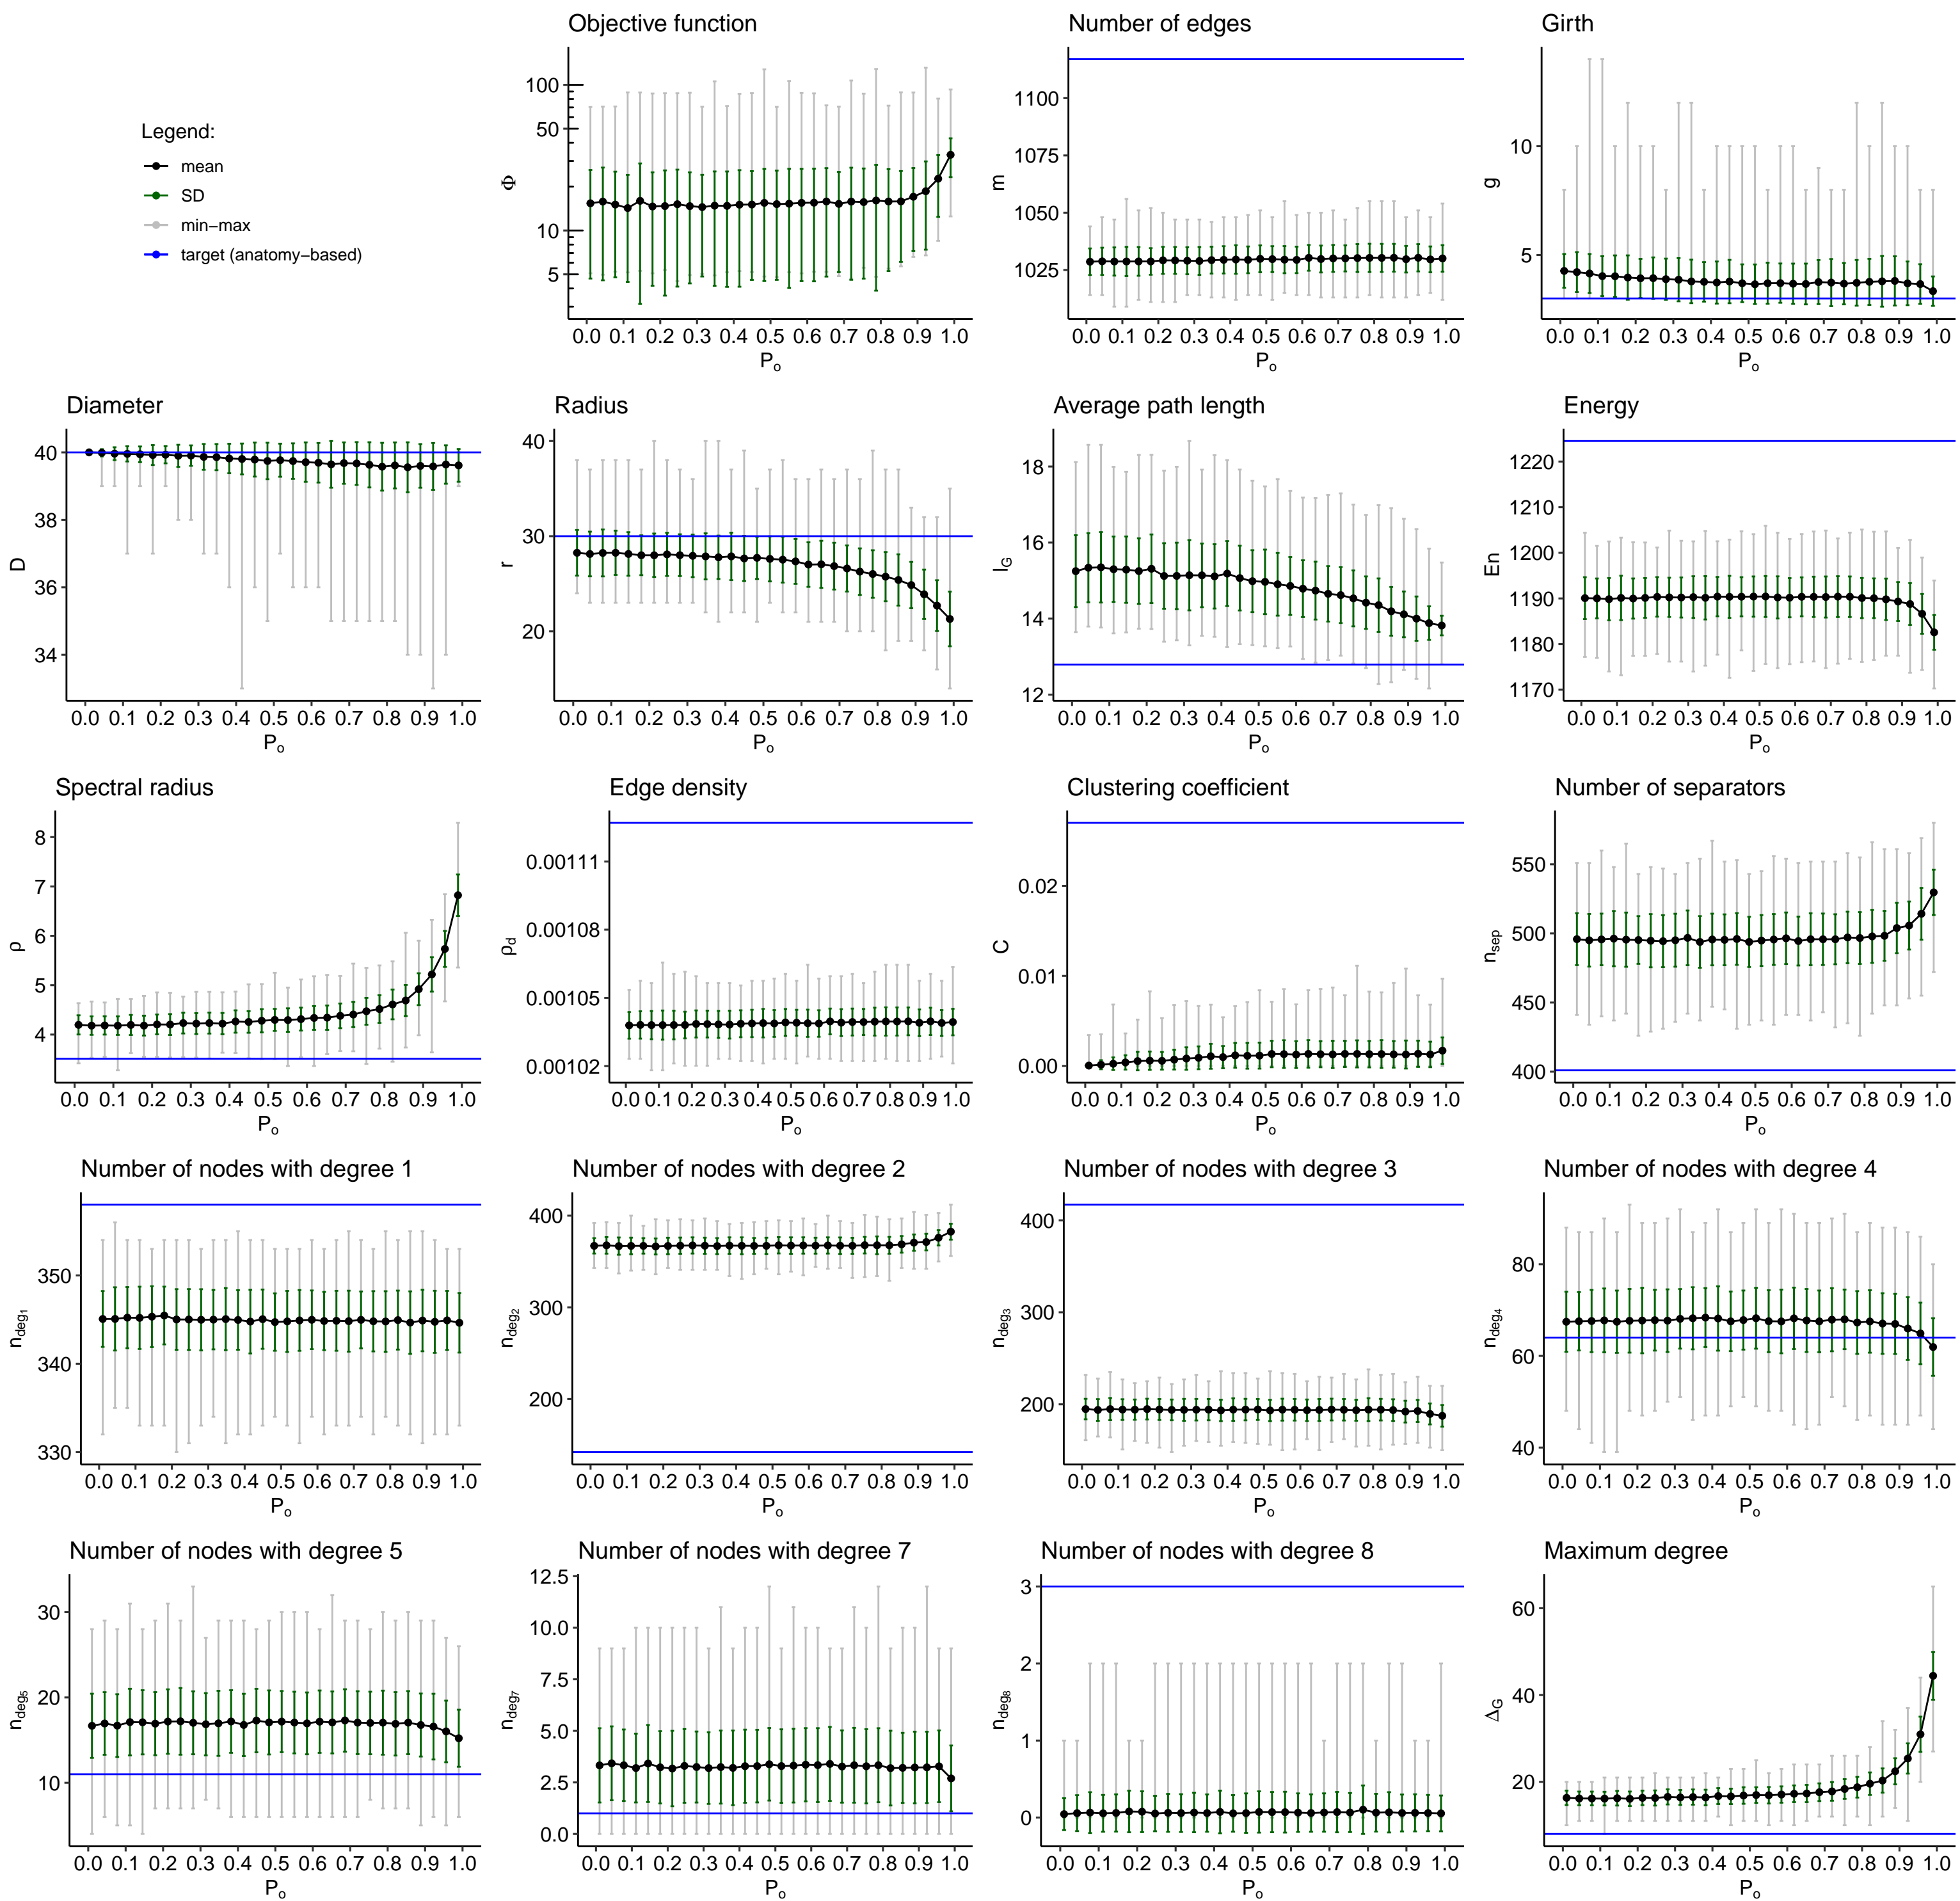 Objective function
Number of edges
Girth
Legend:
mean
SD
min−max
target (anatomy−based)
Φ
100
50
10
5
0.0 0.1 0.2 0.3 0.4 0.5 0.6 0.7 0.8 0.9 1.0
Po
m
1100
1075
1050
1025
0.0 0.1 0.2 0.3 0.4 0.5 0.6 0.7 0.8 0.9 1.0
Po
g
10
5
0.0 0.1 0.2 0.3 0.4 0.5 0.6 0.7 0.8 0.9 1.0
Po
Diameter
Radius
Average path length
Energy
D
40
38
36
34
0.0 0.1 0.2 0.3 0.4 0.5 0.6 0.7 0.8 0.9 1.0
Po
r
40
30
20
0.0 0.1 0.2 0.3 0.4 0.5 0.6 0.7 0.8 0.9 1.0
Po
lG
18
16
14
12
0.0 0.1 0.2 0.3 0.4 0.5 0.6 0.7 0.8 0.9 1.0
Po
En
1220
1210
1200
1190
1180
1170
0.0 0.1 0.2 0.3 0.4 0.5 0.6 0.7 0.8 0.9 1.0
Po
Spectral radius
Edge density
Clustering coefficient
Number of separators
ρ
8
7
6
5
4
0.0 0.1 0.2 0.3 0.4 0.5 0.6 0.7 0.8 0.9 1.0
Po
ρd
0.00111
0.00108
0.00105
0.00102
0.0 0.1 0.2 0.3 0.4 0.5 0.6 0.7 0.8 0.9 1.0
Po
C
0.02
0.01
0.00
0.0 0.1 0.2 0.3 0.4 0.5 0.6 0.7 0.8 0.9 1.0
Po
nsep
550
500
450
400
0.0 0.1 0.2 0.3 0.4 0.5 0.6 0.7 0.8 0.9 1.0
Po
Number of nodes with degree 1
Number of nodes with degree 2
Number of nodes with degree 3
Number of nodes with degree 4
ndeg1
350
340
330
0.0 0.1 0.2 0.3 0.4 0.5 0.6 0.7 0.8 0.9 1.0
Po
ndeg2
400
300
200
0.0 0.1 0.2 0.3 0.4 0.5 0.6 0.7 0.8 0.9 1.0
Po
ndeg3
400
300
200
0.0 0.1 0.2 0.3 0.4 0.5 0.6 0.7 0.8 0.9 1.0
Po
ndeg4
80
60
40
0.0 0.1 0.2 0.3 0.4 0.5 0.6 0.7 0.8 0.9 1.0
Po
Number of nodes with degree 5
Number of nodes with degree 7
Number of nodes with degree 8
Maximum degree
ndeg5
30
20
10
0.0 0.1 0.2 0.3 0.4 0.5 0.6 0.7 0.8 0.9 1.0
Po
ndeg7
12.5
10.0
7.5
5.0
2.5
0.0
0.0 0.1 0.2 0.3 0.4 0.5 0.6 0.7 0.8 0.9 1.0
Po
ndeg8
3
2
1
0
0.0 0.1 0.2 0.3 0.4 0.5 0.6 0.7 0.8 0.9 1.0
Po
ΔG
60
40
20
0.0 0.1 0.2 0.3 0.4 0.5 0.6 0.7 0.8 0.9 1.0
Po